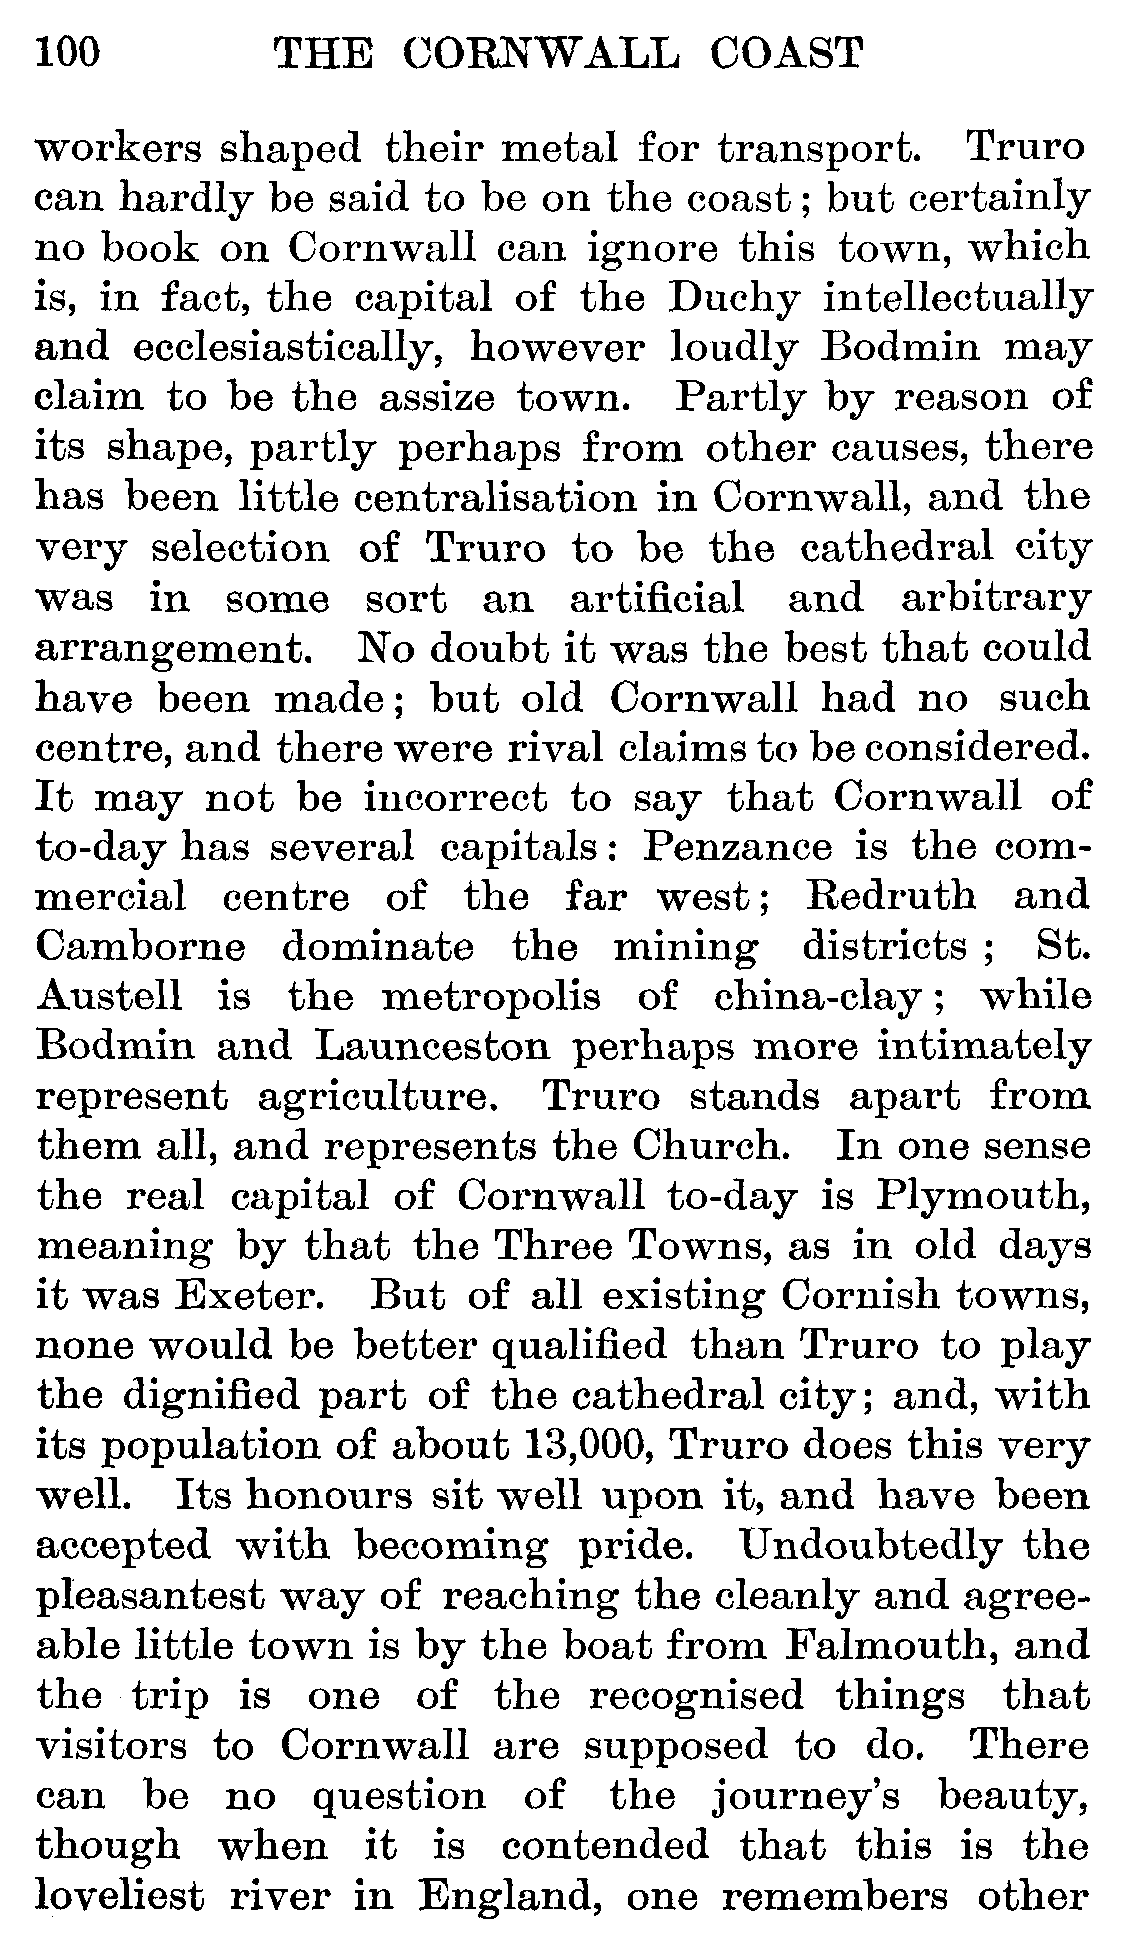 100 THE CORNWALL COAST
workers shaped their metal for transport. Truro
can hardly be said to be on the coast; but certainly
no book on Cornwall can ignore this town, which
is, in fact, the capital of the Duchy intellectually
and ecclesiastically, however loudly Bodmin may
claim to be the assize town. Partly by reason of
its shape, partly perhaps from other causes, there
has been little centralisation in Cornwall, and the
very selection of Truro to be the cathedral city
was in some sort an artificial and arbitrary
arrangement. No doubt it was the best that could
have been made; but old Cornwall had no such
centre, and there were rival claims to be considered.
It may not be incorrect to say that Cornwall of
to-day has several capitals: Penzance is the com-
mercial centre of the far west; Redruth and
Camborne dominate the mining districts; St.
Austell is the metropolis of china-clay; while
Bodmin and Launceston perhaps more intimately
represent agriculture. Truro stands apart from
them all, and represents the Church. In one sense
the real capital of Cornwall to-day is Plymouth,
meaning by that the Three Towns, as in old days
it was Exeter. But of all existing Cornish towns,
none would be better qualified than Truro to play
the dignified part of the cathedral city; and, with
its population of about 13,000, Truro does this very
well. Its honours sit well upon it, and have been
accepted with becoming pride. Undoubtedly the
pleasantest way of reaching the cleanly and agree-
able little town is by the boat from Falmouth, and
the trip is one of the recognised things that
visitors to Cornwall are supposed to do. There
can be no question of the journey's beauty,
though when it is contended that this is the
loveliest river in England, one remembers other